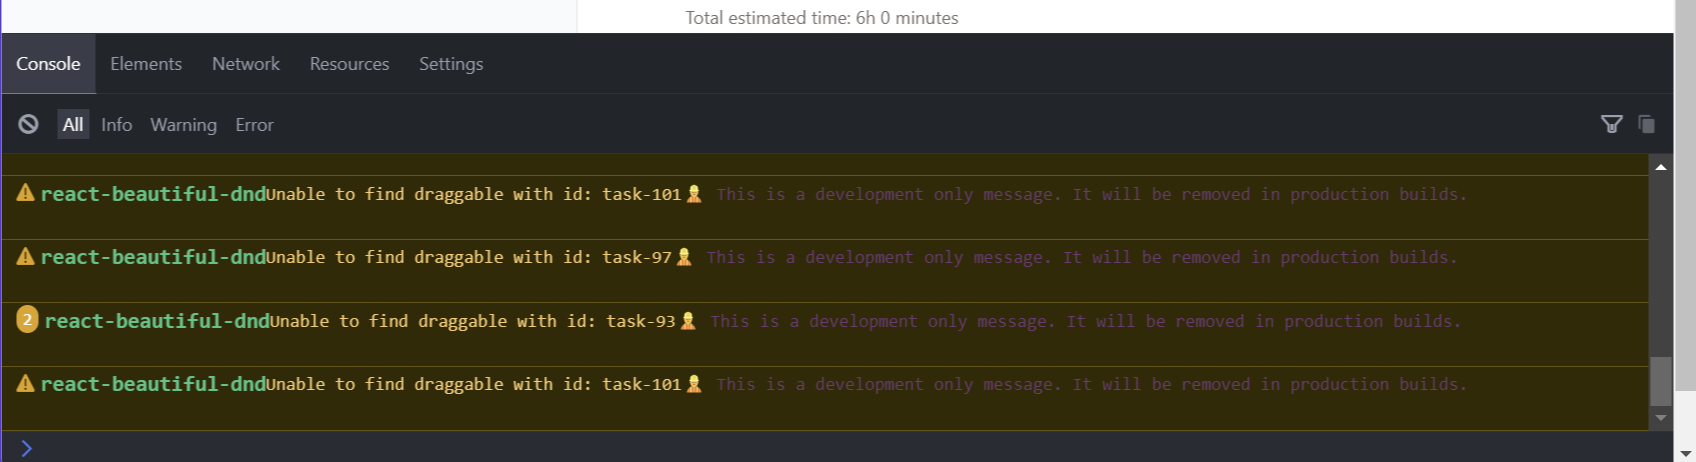 Total estimated time: 6h 0 minutes
Console Elements Network Resources Settings
All Info Warning Error
react-beautiful-dndUnable to find draggable with id: task-101👷 This is a development only message. It will be removed in production builds.
react-beautiful-dndUnable to find draggable with id: task-97👷 This is a development only message. It will be removed in production builds.
2 react-beautiful-dndUnable to find draggable with id: task-93👷 This is a development only message. It will be removed in production builds.
react-beautiful-dndUnable to find draggable with id: task-101👷 This is a development only message. It will be removed in production builds.